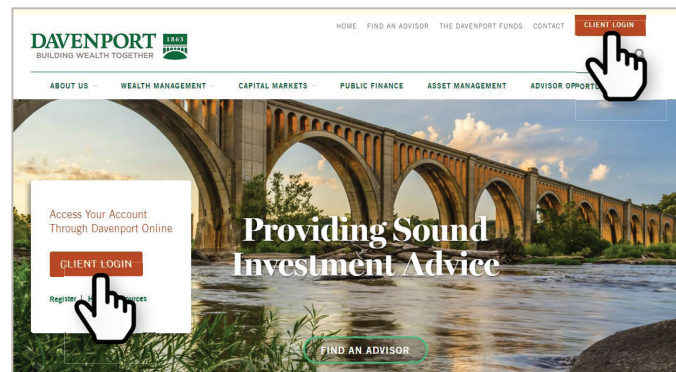 HOME FIND AN ADVISOR THE DAVENPORT FUNDS CONTACT CLIENT LOGIN
DAVENPORT 1863
BUILDING WEALTH TOGETHER
ABOUT US WEALTH MANAGEMENT CAPITAL MARKETS PUBLIC FINANCE ASSET MANAGEMENT ADVISOR
Access Your Account
Through Davenport Online
CLIENT LOGIN
Register |
Providing Sound
Investment Advice
FIND AN ADVISOR